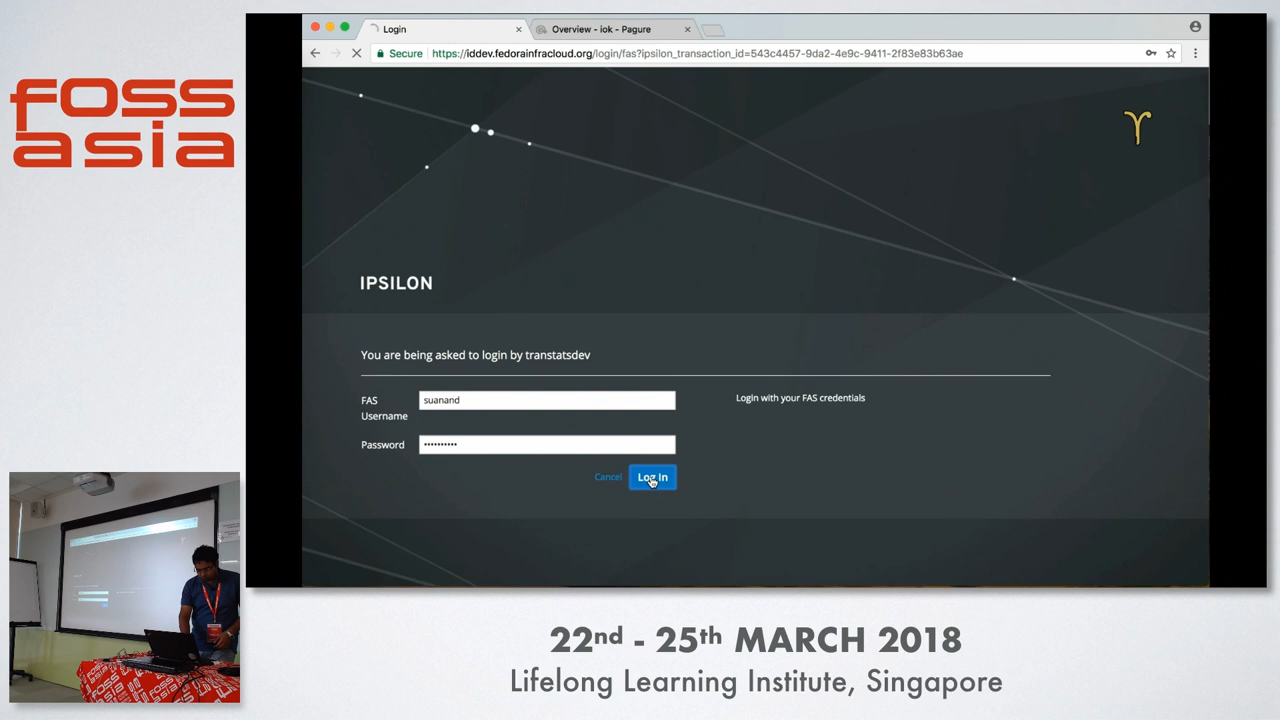 foss
asia
Login
Overview - iok - Pagure
Secure
https://iddev.fedorainfracloud.org/login/fas?ipsilon_transaction_id=543c4457-9da2-4e9c-9411-2f83e83b63ae
IPSILON
You are being asked to login by transtatsdev
FAS
Username
suanand
Login with your FAS credentials
Password
••••••••••
Cancel
Log In
22nd - 25th MARCH 2018
Lifelong Learning Institute, Singapore